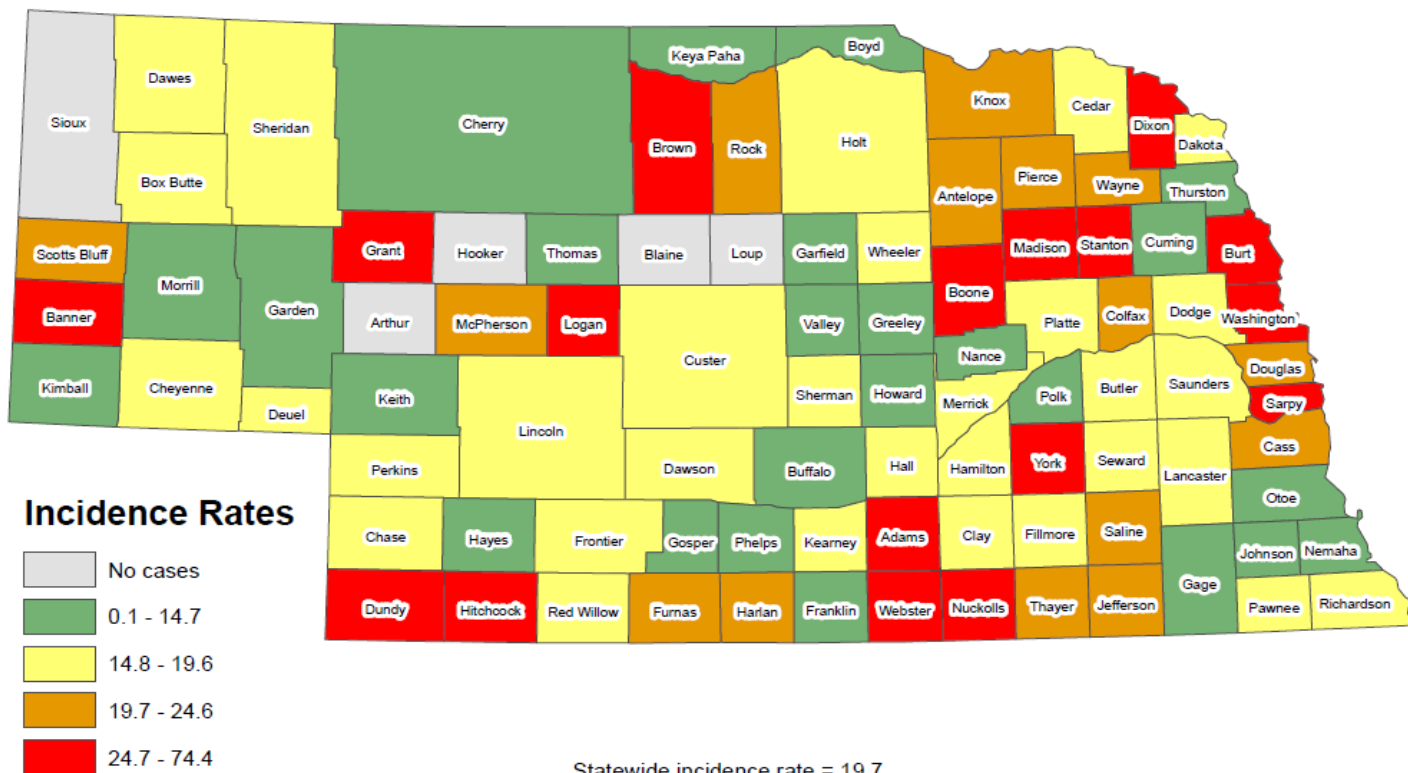 Sioux
Dawes
Sheridan
Box Butte
Cherry
Keya Paha
Boyd
Brown
Rock
Holt
Knox
Cedar
Dixon
Dakota
Antelope
Pierce
Wayne
Thurston
Scotts Bluff
Morrill
Garden
Grant
Hooker
Thomas
Blaine
Loup
Garfield
Wheeler
Madison
Stanton
Cuming
Burt
Banner
Arthur
McPherson
Logan
Custer
Valley
Greeley
Boone
Platte
Colfax
Dodge
Washington
Nance
Kimball
Cheyenne
Deuel
Keith
Lincoln
Sherman
Howard
Merrick
Polk
Butler
Saunders
Douglas
Sarpy
Perkins
Dawson
Buffalo
Hall
Hamilton
York
Seward
Lancaster
Cass
Otoe
Chase
Hayes
Frontier
Gosper
Phelps
Kearney
Adams
Clay
Fillmore
Saline
Gage
Johnson
Nemaha
Dundy
Hitchcock
Red Willow
Furnas
Harlan
Franklin
Webster
Nuckolls
Thayer
Jefferson
Pawnee
Richardson
Incidence Rates
No cases
0.1 - 14.7
14.8 - 19.6
19.7 - 24.6
24.7 - 74.4
Statewide incidence rate = 19.7